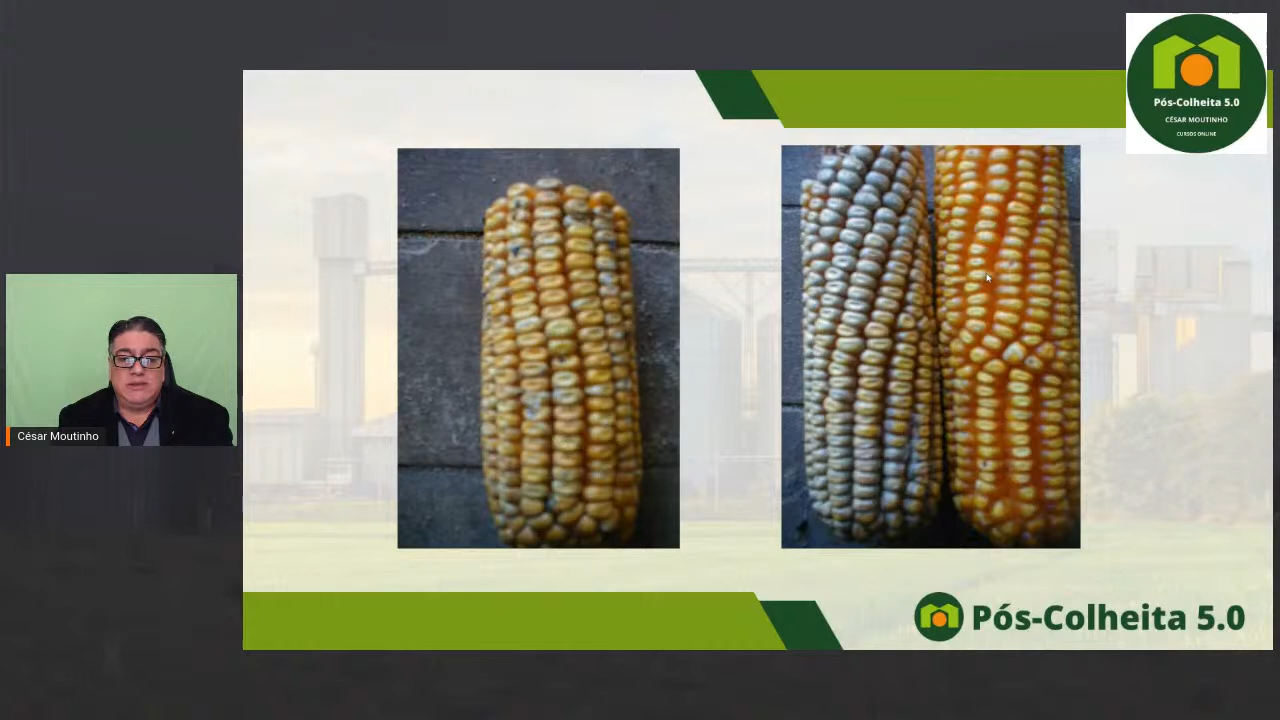 Pós-Colheita 5.0
CÉSAR MOUTINHO
CURSOS ONLINE
César Moutinho
Pós-Colheita 5.0